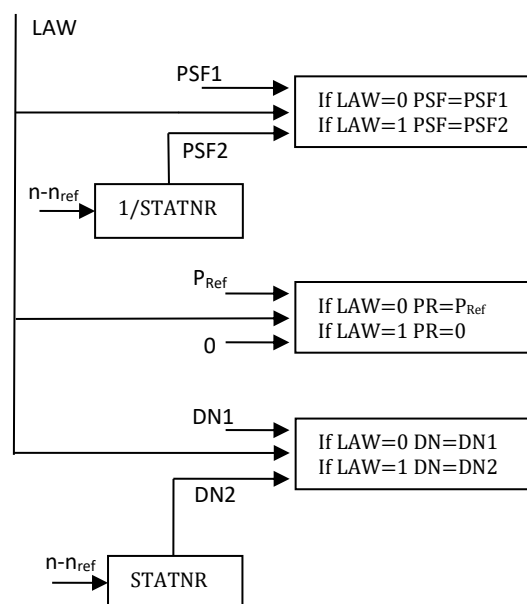 LAW
PSF1
If LAW=0 PSF=PSF1
If LAW=1 PSF=PSF2
PSF2
n-nref
1/STATNR
PRef
If LAW=0 PR=PRef
If LAW=1 PR=0
0
DN1
If LAW=0 DN=DN1
If LAW=1 DN=DN2
DN2
n-nref
STATNR